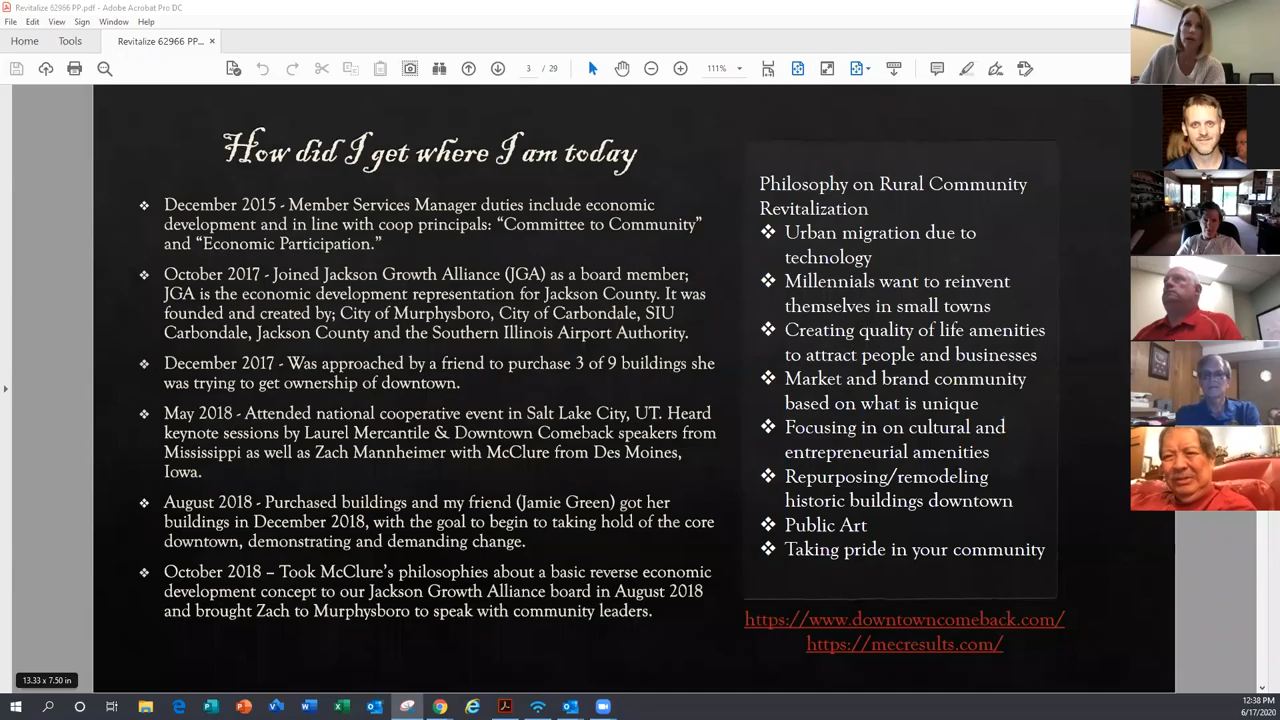 Revitalize 62966 PP.pdf - Adobe Acrobat Pro DC
File Edit View Sign Window Help
Home Tools Revitalize 62966 PP... ×
3 / 29 111%
How did I get where I am today
❖ December 2015 - Member Services Manager duties include economic
development and in line with coop principals: “Committee to Community”
and “Economic Participation.”
❖ October 2017 - Joined Jackson Growth Alliance (JGA) as a board member;
JGA is the economic development representation for Jackson County. It was
founded and created by; City of Murphysboro, City of Carbondale, SIU
Carbondale, Jackson County and the Southern Illinois Airport Authority.
❖ December 2017 - Was approached by a friend to purchase 3 of 9 buildings she
was trying to get ownership of downtown.
❖ May 2018 - Attended national cooperative event in Salt Lake City, UT. Heard
keynote sessions by Laurel Mercantile & Downtown Comeback speakers from
Mississippi as well as Zach Mannheimer with McClure from Des Moines,
Iowa.
❖ August 2018 - Purchased buildings and my friend (Jamie Green) got her
buildings in December 2018, with the goal to begin to taking hold of the core
downtown, demonstrating and demanding change.
❖ October 2018 – Took McClure’s philosophies about a basic reverse economic
development concept to our Jackson Growth Alliance board in August 2018
and brought Zach to Murphysboro to speak with community leaders.
Philosophy on Rural Community
Revitalization
❖ Urban migration due to
technology
❖ Millennials want to reinvent
themselves in small towns
❖ Creating quality of life amenities
to attract people and businesses
❖ Market and brand community
based on what is unique
❖ Focusing in on cultural and
entrepreneurial amenities
❖ Repurposing/remodeling
historic buildings downtown
❖ Public Art
❖ Taking pride in your community
https://www.downtowncomeback.com/
https://mecresults.com/
13.33 x 7.50 in
12:38 PM
6/17/2020